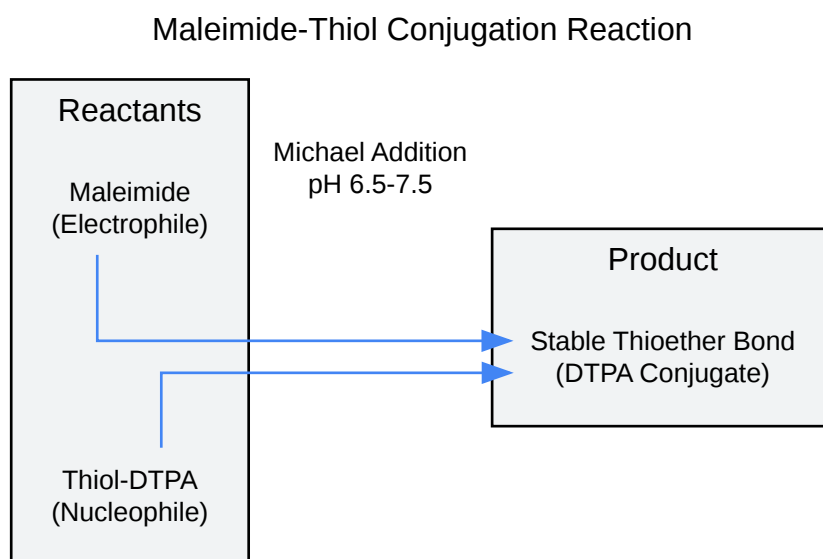 Maleimide-Thiol Conjugation Reaction
Reactants
Maleimide
(Electrophile)
Michael Addition
pH 6.5-7.5
Thiol-DTPA
(Nucleophile)
Product
Stable Thioether Bond
(DTPA Conjugate)